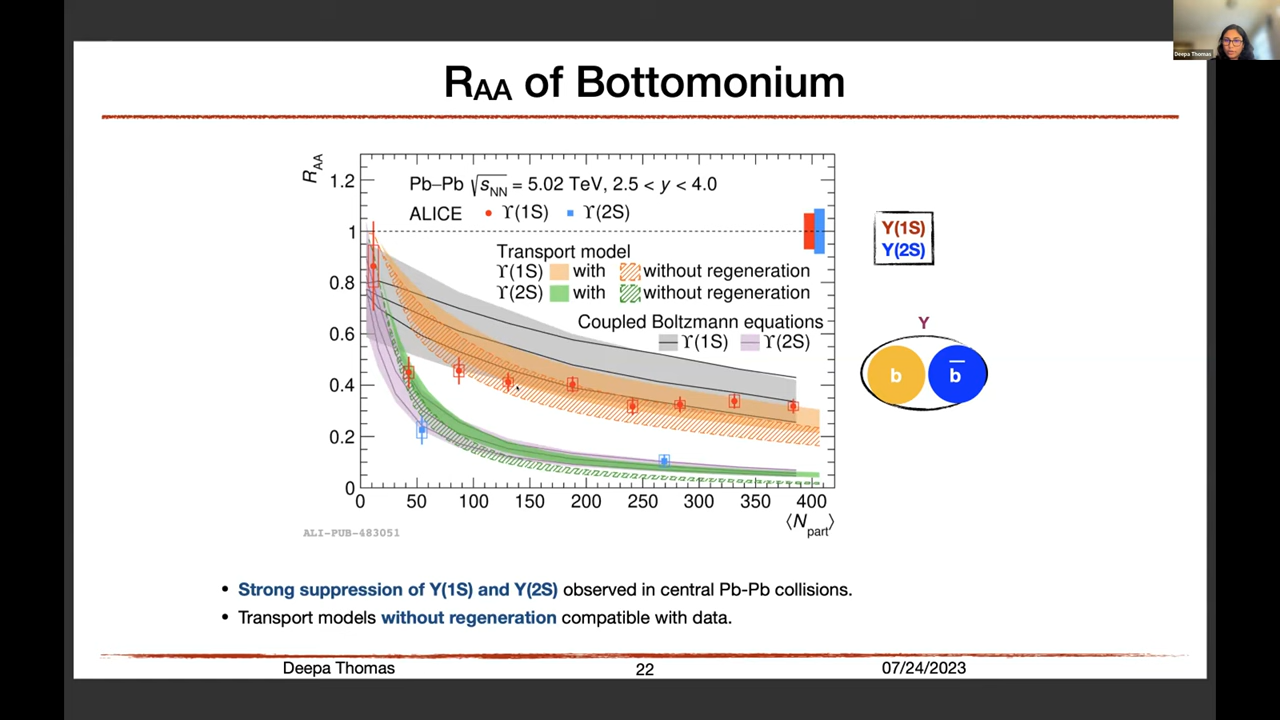 Deepa Thomas
RAA of Bottomonium
RAA
Pb–Pb √sNN = 5.02 TeV, 2.5 < y < 4.0
ALICE ϒ(1S) ϒ(2S)
Transport model
ϒ(1S) with without regeneration
ϒ(2S) with without regeneration
Coupled Boltzmann equations
ϒ(1S) ϒ(2S)
1.2
1
0.8
0.6
0.4
0.2
0
0 50 100 150 200 250 300 350 400
⟨Npart⟩
ALI-PUB-483051
Υ(1S)
Υ(2S)
Υ
b b̅
• Strong suppression of Υ(1S) and Υ(2S) observed in central Pb-Pb collisions.
• Transport models without regeneration compatible with data.
Deepa Thomas 22 07/24/2023